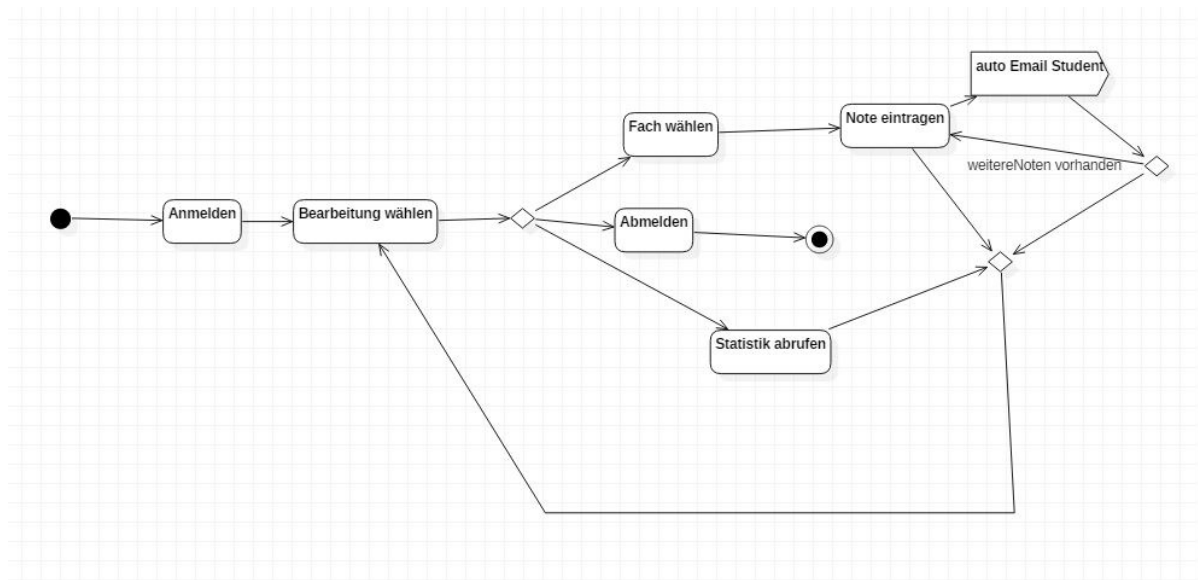 auto Email Student
Fach wählen
Note eintragen
weitereNoten vorhanden
Anmelden
Bearbeitung wählen
Abmelden
Statistik abrufen